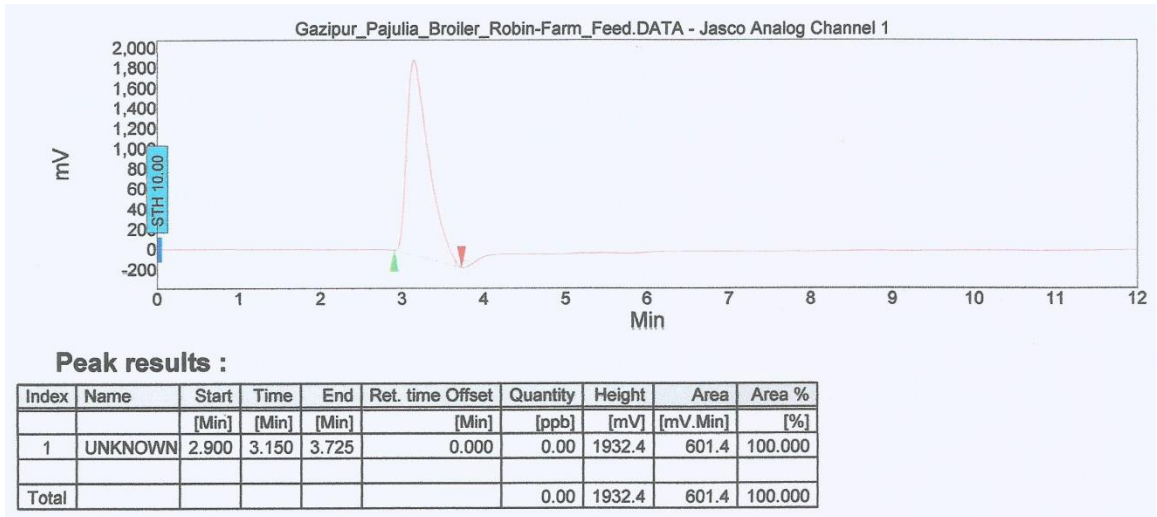 Gazipur_Pajulia_Broiler_Robin-Farm_Feed.DATA - Jasco Analog Channel 1
2,000
1,800
1,600
1,400
1,200
1,000
80
60
40
20
0
-200
mV
STH 10.00
0 1 2 3 4 5 6 7 8 9 10 11 12
Min
Peak results :
Index Name Start Time End Ret. time Offset Quantity Height Area Area %
[Min] [Min] [Min] [Min] [ppb] [mV] [mV.Min] [%]
1 UNKNOWN 2.900 3.150 3.725 0.000 0.00 1932.4 601.4 100.000
Total 0.00 1932.4 601.4 100.000